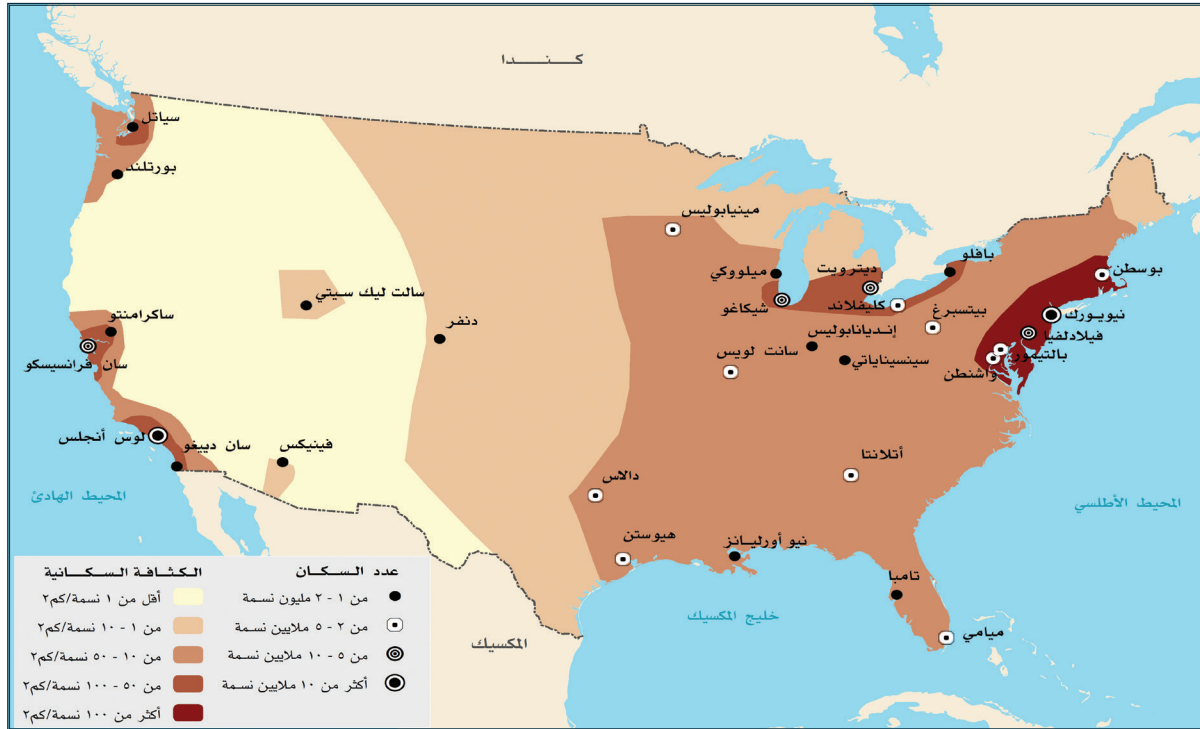 كـــنـــدا
سياتل
بورتلند
مينيابوليس
ميلووكي
ديترويت
بافلو
بوسطن
شيكاغو
كليفلاند
بيتسبرغ
نيويورك
فيلادلفيا
بالتيمور
واشنطن
سالت ليك سيتي
دنفر
إنديانابوليس
سانت لويس
سينسيناياتي
ساكرامنتو
سان فرانسيسكو
لوس أنجلس
سان دييغو
فينيكس
أتلانتا
دالاس
هيوستن
نيو أورليانز
تامبا
ميامي
المحيط الهادئ
المحيط الأطلسي
خليج المكسيك
المكسيك
عدد السكان
من ١ - ٢ مليون نسمة
من ٢ - ٥ ملايين نسمة
من ٥ - ١٠ ملايين نسمة
أكثر من ١٠ ملايين نسمة
الكثافة السكانية
أقل من ١ نسمة/كم٢
من ١ - ١٠ نسمة/كم٢
من ١٠ - ٥٠ نسمة/كم٢
من ٥٠ - ١٠٠ نسمة/كم٢
أكثر من ١٠٠ نسمة/كم٢